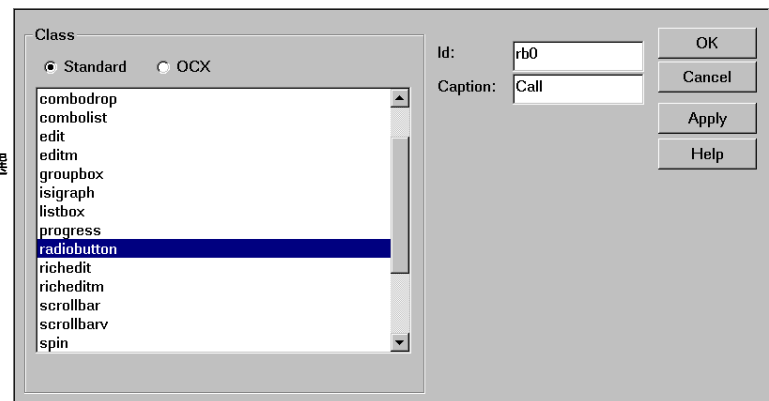 Class
Standard
OCX
combodrop
combolist
edit
editm
groupbox
isigraph
listbox
progress
radiobutton
richedit
richeditm
scrollbar
scrollbarv
spin
Id:
rb0
Caption:
Call
OK
Cancel
Apply
Help